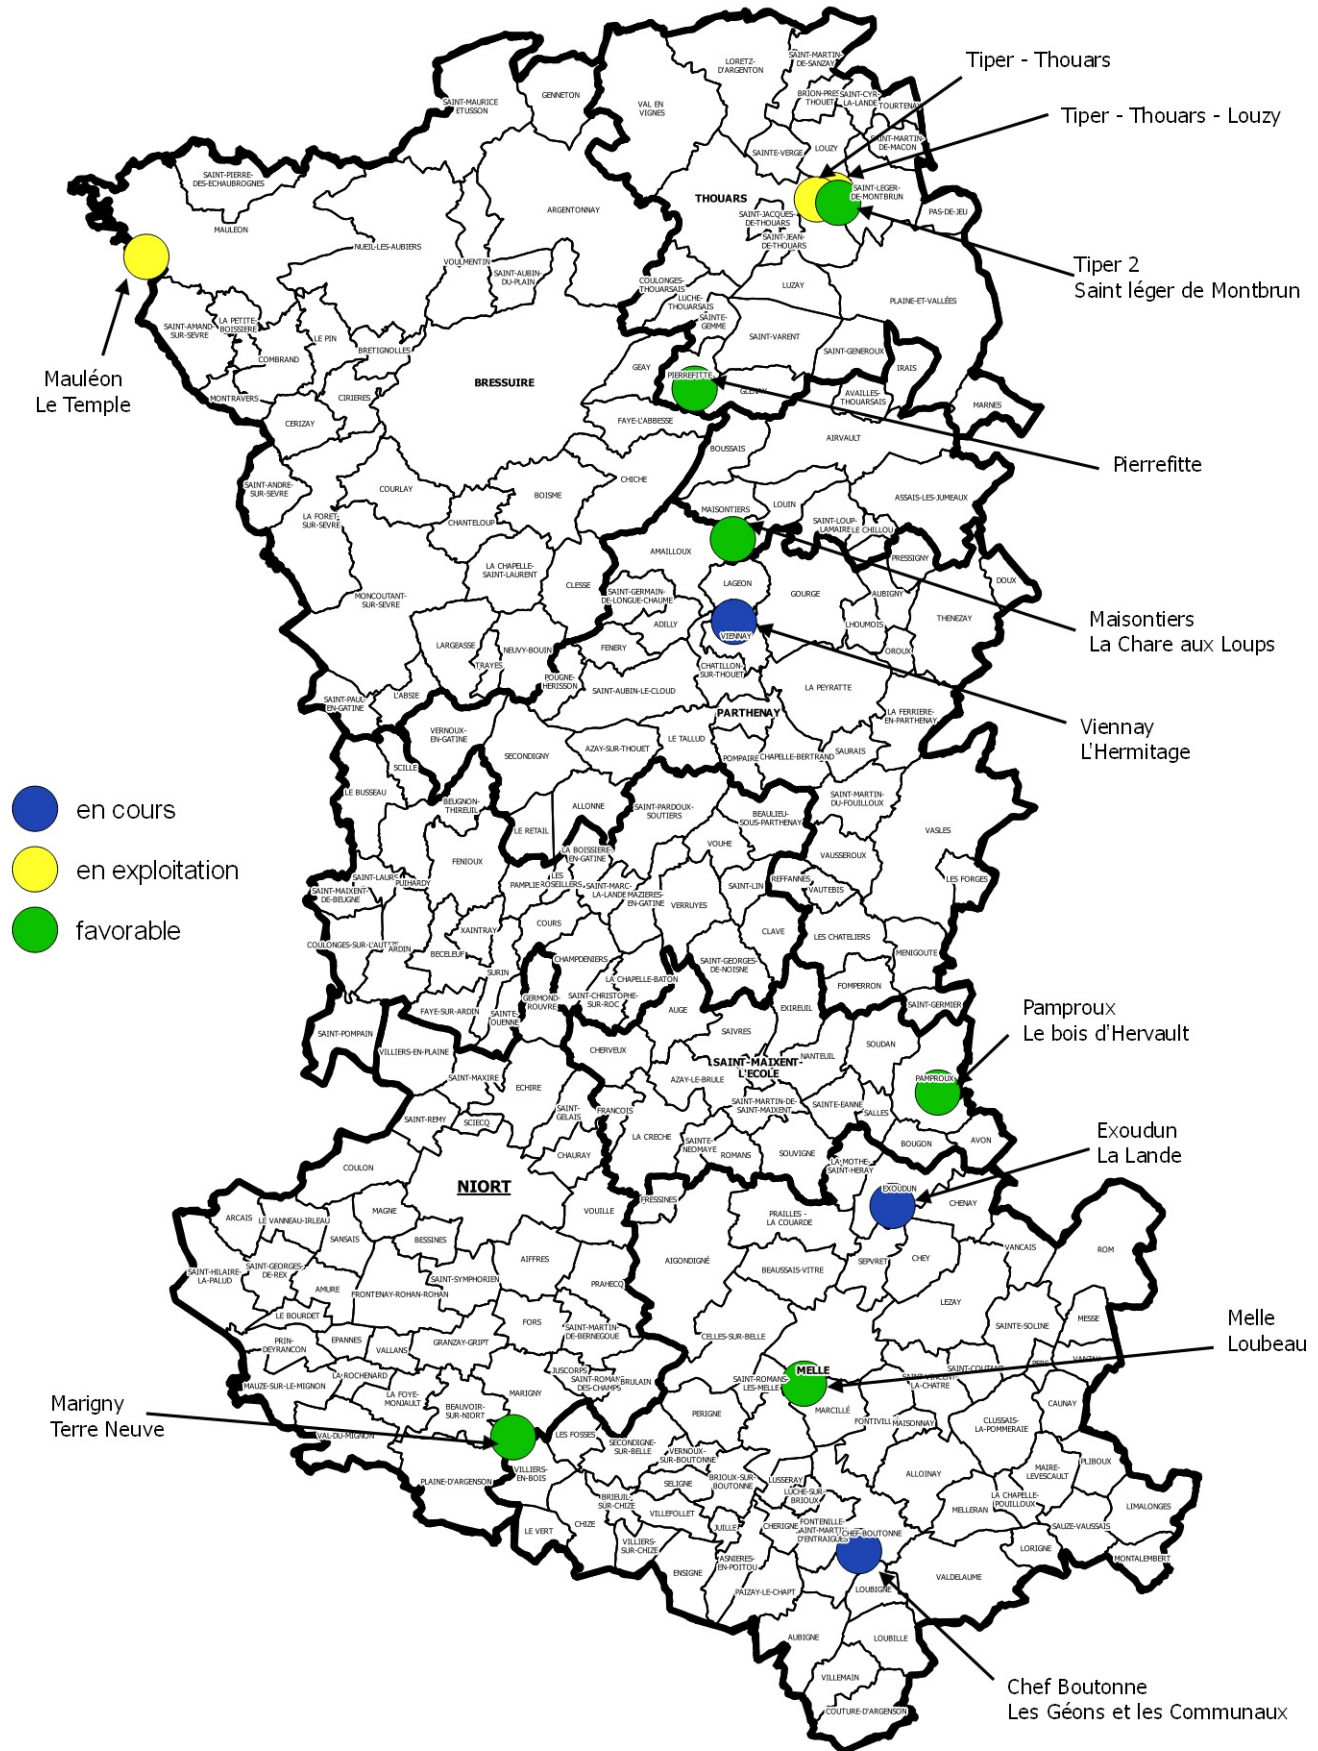 Tiper - Thouars
Tiper - Thouars - Louzy
Tiper 2
Saint léger de Montbrun
Mauléon
Le Temple
Pierrefitte
Maisontiers
La Chare aux Loups
Viennay
L'Hermitage
en cours
en exploitation
favorable
Pamproux
Le bois d'Hervault
Exoudun
La Lande
Melle
Loubeau
Marigny
Terre Neuve
Chef Boutonne
Les Géons et les Communaux
SAINT-MARTIN-
DE-SANZAY
LORETZ-
D'ARGENTON
GENNETON
SAINT-MAURICE
ETUSSON
VAL EN
VIGNES
BRION-PRES
THOUET
SAINT-CYR-
LA-LANDE
TOURTENAY
SAINT-MARTIN-
DE-MACON
LOUZY
SAINTE-VERGE
SAINT-PIERRE-
DES-ECHAUBROGNES
MAULEON
ARGENTONNAY
THOUARS
SAINT-LEGER-
DE-MONTBRUN
PAS-DE-JEU
SAINT-JACQUES-
DE-THOUARS
SAINT-JEAN-
DE-THOUARS
NUEIL-LES-AUBIERS
VOULMENTIN
SAINT-AUBIN-
DU-PLAIN
COULONGES-
THOUARSAIS
LUZAY
LUCHE-
THOUARSAIS
PLAINE-ET-VALLÉES
SAINTE-
GEMME
SAINT-VARENT
SAINT-GENEROUX
IRAIS
SAINT-AMAND-
SUR-SEVRE
LA PETITE-
BOISSIERE
LE PIN
COMBRAND
BRETIGNOLLES
MONTRAVERS
CIRIERES
CERIZAY
BRESSUIRE
GEAY
PIERREFITTE
GLENAY
AVAILLES-
THOUARSAIS
MARNES
FAYE-L'ABBESSE
AIRVAULT
BOUSSAIS
CHICHE
SAINT-ANDRE-
SUR-SEVRE
COURLAY
BOISME
LA FORET-
SUR-SEVRE
CHANTELOUP
MAISONTIERS
LOUIN
ASSAIS-LES-JUMEAUX
SAINT-LOUP-
LAMAIRE
LE CHILLOU
AMAILLOUX
PRESSIGNY
LA CHAPELLE-
SAINT-LAURENT
CLESSE
LAGEON
GOURGE
AUBIGNY
DOUX
MONCOUTANT-
SUR-SEVRE
SAINT-GERMAIN-
DE-LONGUE-CHAUME
ADILLY
VIENNAY
LHOUMOIS
THENEZAY
LARGEASSE
TRAYES
NEUVY-BOUIN
FENERY
OROUX
CHATILLON-
SUR-THOUET
POUGNE-
HERISSON
SAINT-AUBIN-LE-CLOUD
LA PEYRATTE
SAINT-PAUL-
EN-GATINE
L'ABSIE
PARTHENAY
LA FERRIERE-
EN-PARTHENAY
VERNOUX-
EN-GATINE
SECONDIGNY
AZAY-SUR-THOUET
LE TALLUD
POMPAIRE
CHAPELLE-BERTRAND
SAURAIS
SCILLE
LE BUSSEAU
BEUGNON-
THIREUIL
ALLONNE
SAINT-PARDOUX-
SOUTIERS
BEAULIEU-
SOUS-PARTHENAY
SAINT-MARTIN-
DU-FOUILLOUX
VASLES
LE RETAIL
LA BOISSIERE-
EN-GATINE
VOUHE
VAUSSEROUX
FENIOUX
SAINT-LAURS
PUIHARDY
SAINT-MAIXENT-
DE-BEUGNE
PAMPLIE
LES
ROSEILLERS
SAINT-MARC-
LA-LANDE
MAZIERES-
EN-GATINE
VERRUYES
SAINT-LIN
REFFANNES
VAUTEBIS
LES FORGES
COULONGES-SUR-L'AUTIZE
ARDIN
XAINTRAY
BECELEUF
COURS
CLAVE
LES CHATELIERS
MENIGOUTE
SURIN
CHAMPDENIERS
LA CHAPELLE-BATON
SAINT-GEORGES-
DE-NOISNE
FOMPERRON
SAINT-POMPAIN
FAYE-SUR-ARDIN
SAINTE-
OUENNE
GERMOND-
ROUVRE
SAINT-CHRISTOPHE-
SUR-ROC
AUGE
EXIREUIL
SAINT-GERMIER
VILLIERS-EN-PLAINE
CHERVEUX
SAIVRES
SOUDAN
NANTEUIL
SAINT-MAIXENT-
L'ECOLE
SAINT-MAXIRE
ECHIRE
AZAY-LE-BRULE
PAMPROUX
SAINT-REMY
SCIECQ
SAINT-
GELAIS
FRANCOIS
SAINT-MARTIN-DE-
SAINT-MAIXENT
SAINTE-EANNE
SALLES
LA CRECHE
SAINTE-
NEOMAYE
ROMANS
SOUVIGNE
BOUGON
AVON
COULON
CHAURAY
LA MOTHE-
SAINT-HERAY
NIORT
FRESSINES
EXOUDUN
CHENAY
ARCAIS
LE VANNEAU-IRLEAU
MAGNE
SANSAIS
BESSINES
VOUILLE
PRAILLES -
LA COUARDE
AIFFRES
AIGONDIGNÉ
BEAUSSAIS-VITRE
SEPVRET
CHEY
VANCAIS
ROM
SAINT-HILAIRE-
LA-PALUD
SAINT-GEORGES-
DE-REX
AMURE
FRONTENAY-ROHAN-ROHAN
SAINT-SYMPHORIEN
PRAHECQ
LEZAY
LE BOURDET
FORS
SAINT-MARTIN-
DE-BERNEGOUE
CELLES-SUR-BELLE
SAINTE-SOLINE
MESSE
PRIN-
DEYRANCON
EPANNES
VALLANS
GRANZAY-GRIPT
MAUZE-SUR-LE-MIGNON
LA-ROCHENARD
JUSCORPS
SAINT-ROMANS-
DES-CHAMPS
BRULAIN
MARIGNY
LA FOYE-
MONJAULT
BEAUVOIR-
SUR-NIORT
MELLE
SAINT-ROMANS-
LES-MELLE
MARCILLÉ
SAINT-COUTANT
SAINT-VINCENT-
LA-CHATRE
PERS
VANZAY
CAUNAY
VAL-DU-MIGNON
LES FOSSES
PERIGNE
FONTIVILLIE
MAISONNAY
CLUSSAIS-
LA-POMMERAIE
SECONDIGNE-
SUR-BELLE
VERNOUX-
SUR-BOUTONNE
PLAINE-D'ARGENSON
VILLIERS-
EN-BOIS
SELIGNE
BRIOUX-SUR-
BOUTONNE
LUSSERAY
ALLOINAY
MAIRE-
LEVESCAULT
PLIBOUX
BRIEUIL-
SUR-CHIZE
LUCHE-SUR-
BRIOUX
LA CHAPELLE-
POUILLOUX
LIMALONGES
LE VERT
CHIZE
VILLEFOLLET
JUILLE
CHERIGNE
FONTENILLE-
SAINT-MARTIN-
D'ENTRAIGUES
CHEF-BOUTONNE
MELLERAN
SAUZE-VAUSSAIS
VILLIERS-
SUR-CHIZE
LORIGNE
MONTALEMBERT
ENSIGNE
ASNIERES-
EN-POITOU
PAIZAY-LE-CHAPT
LOUBIGNE
VALDELAUME
AUBIGNE
LOUBILLE
VILLEMAIN
COUTURE-D'ARGENSON